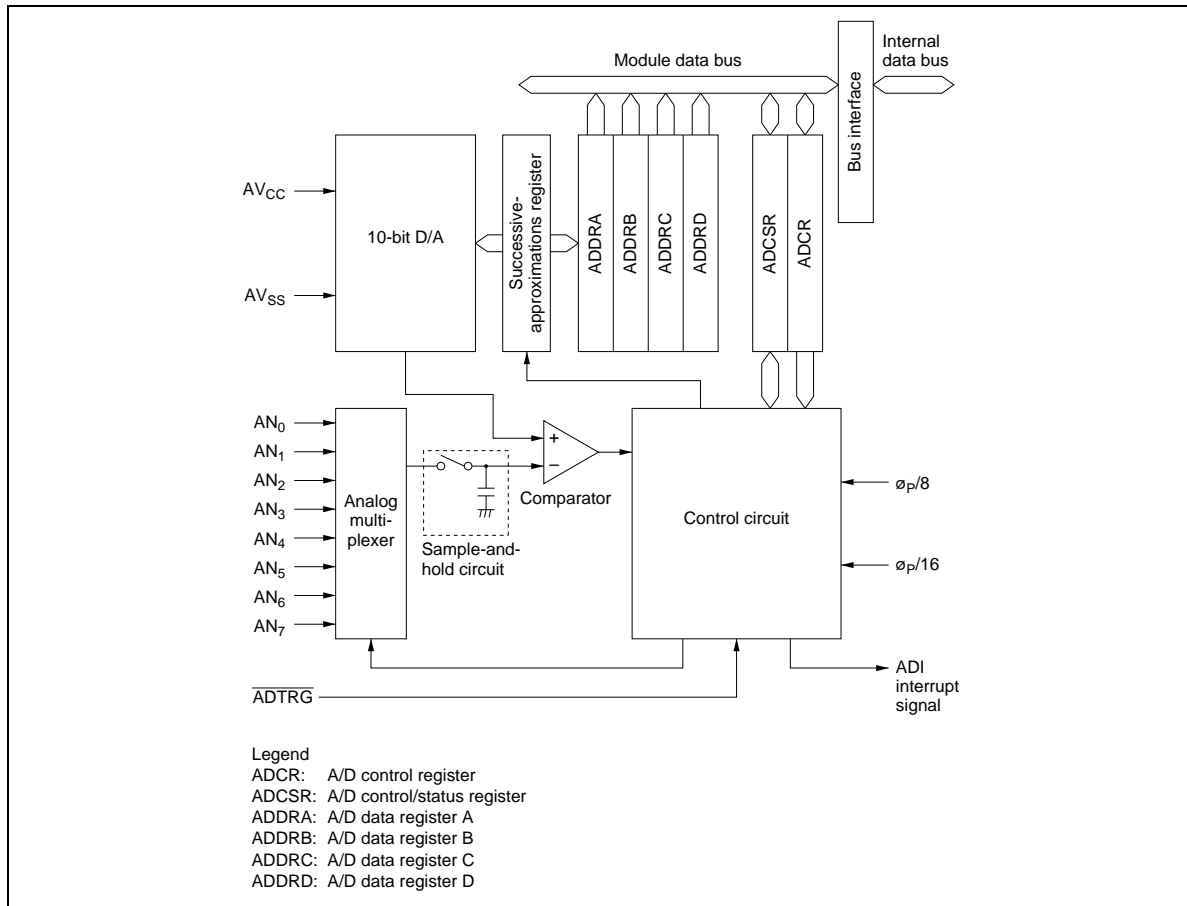 Module data bus
Internal
data bus
Bus interface
AVCC
AVSS
10-bit D/A
Successive-
approximations register
ADDRA
ADDRB
ADDRC
ADDRD
ADCSR
ADCR
AN0
AN1
AN2
AN3
AN4
AN5
AN6
AN7
Analog
multi-
plexer
+
−
Comparator
Sample-and-
hold circuit
Control circuit
øP/8
øP/16
ADTRG
ADI
interrupt
signal
Legend
ADCR: A/D control register
ADCSR: A/D control/status register
ADDRA: A/D data register A
ADDRB: A/D data register B
ADDRC: A/D data register C
ADDRD: A/D data register D